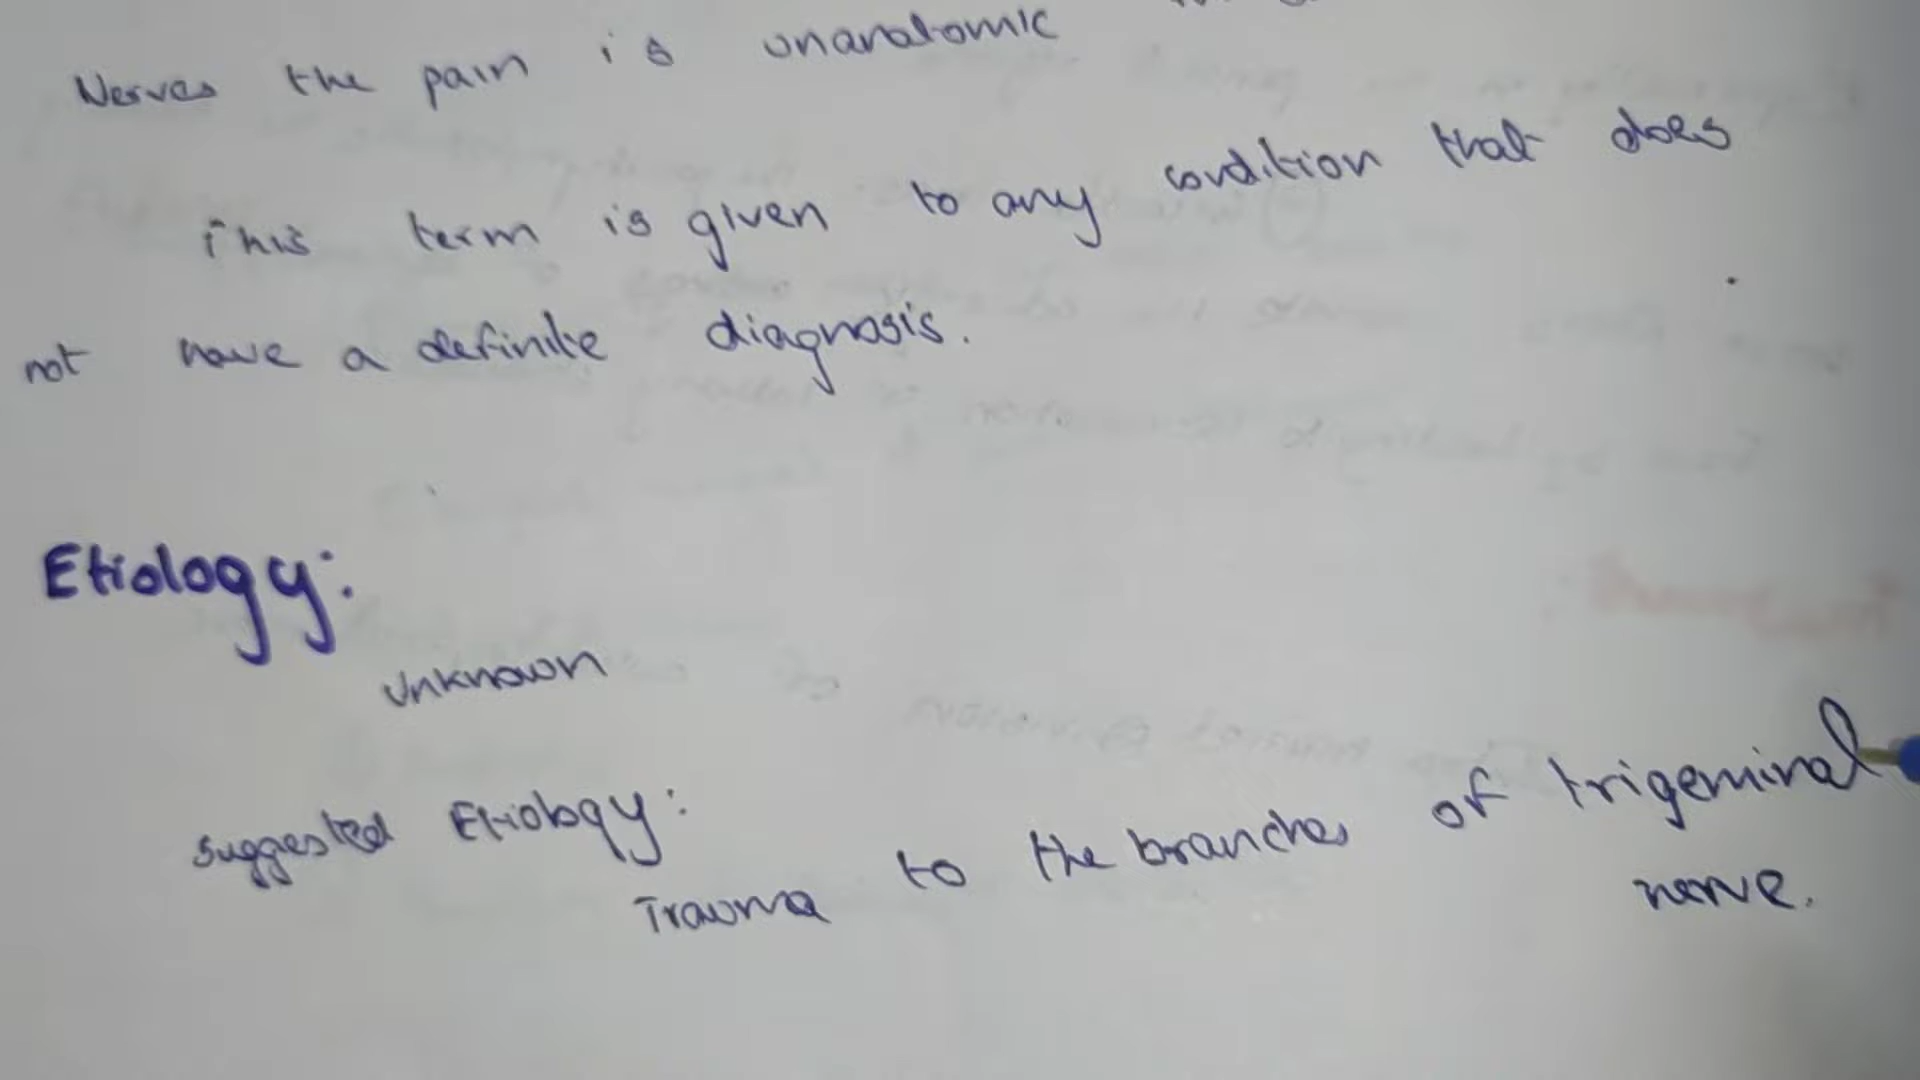 Nerves the pain is unanatomic
This term is given to any condition that does
not have a definite diagnosis.
Etiology:
Unknown
Suggested Etiology:
Trauma to the branches of trigeminal
nerve.